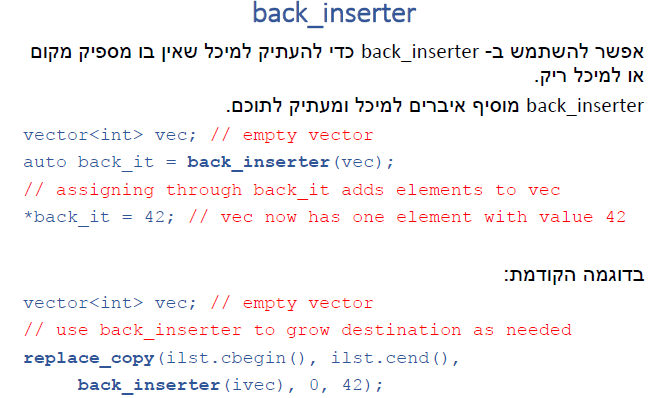 back_inserter
אפשר להשתמש ב- back_inserter כדי להעתיק למיכל שאין בו מספיק מקום
או למיכל ריק.
back_inserter מוסיף איברים למיכל ומעתיק לתוכם.
vector<int> vec; // empty vector
auto back_it = back_inserter(vec);
// assigning through back_it adds elements to vec
*back_it = 42; // vec now has one element with value 42
בדוגמה הקודמת:
vector<int> vec; // empty vector
// use back_inserter to grow destination as needed
replace_copy(ilst.cbegin(), ilst.cend(),
back_inserter(ivec), 0, 42);